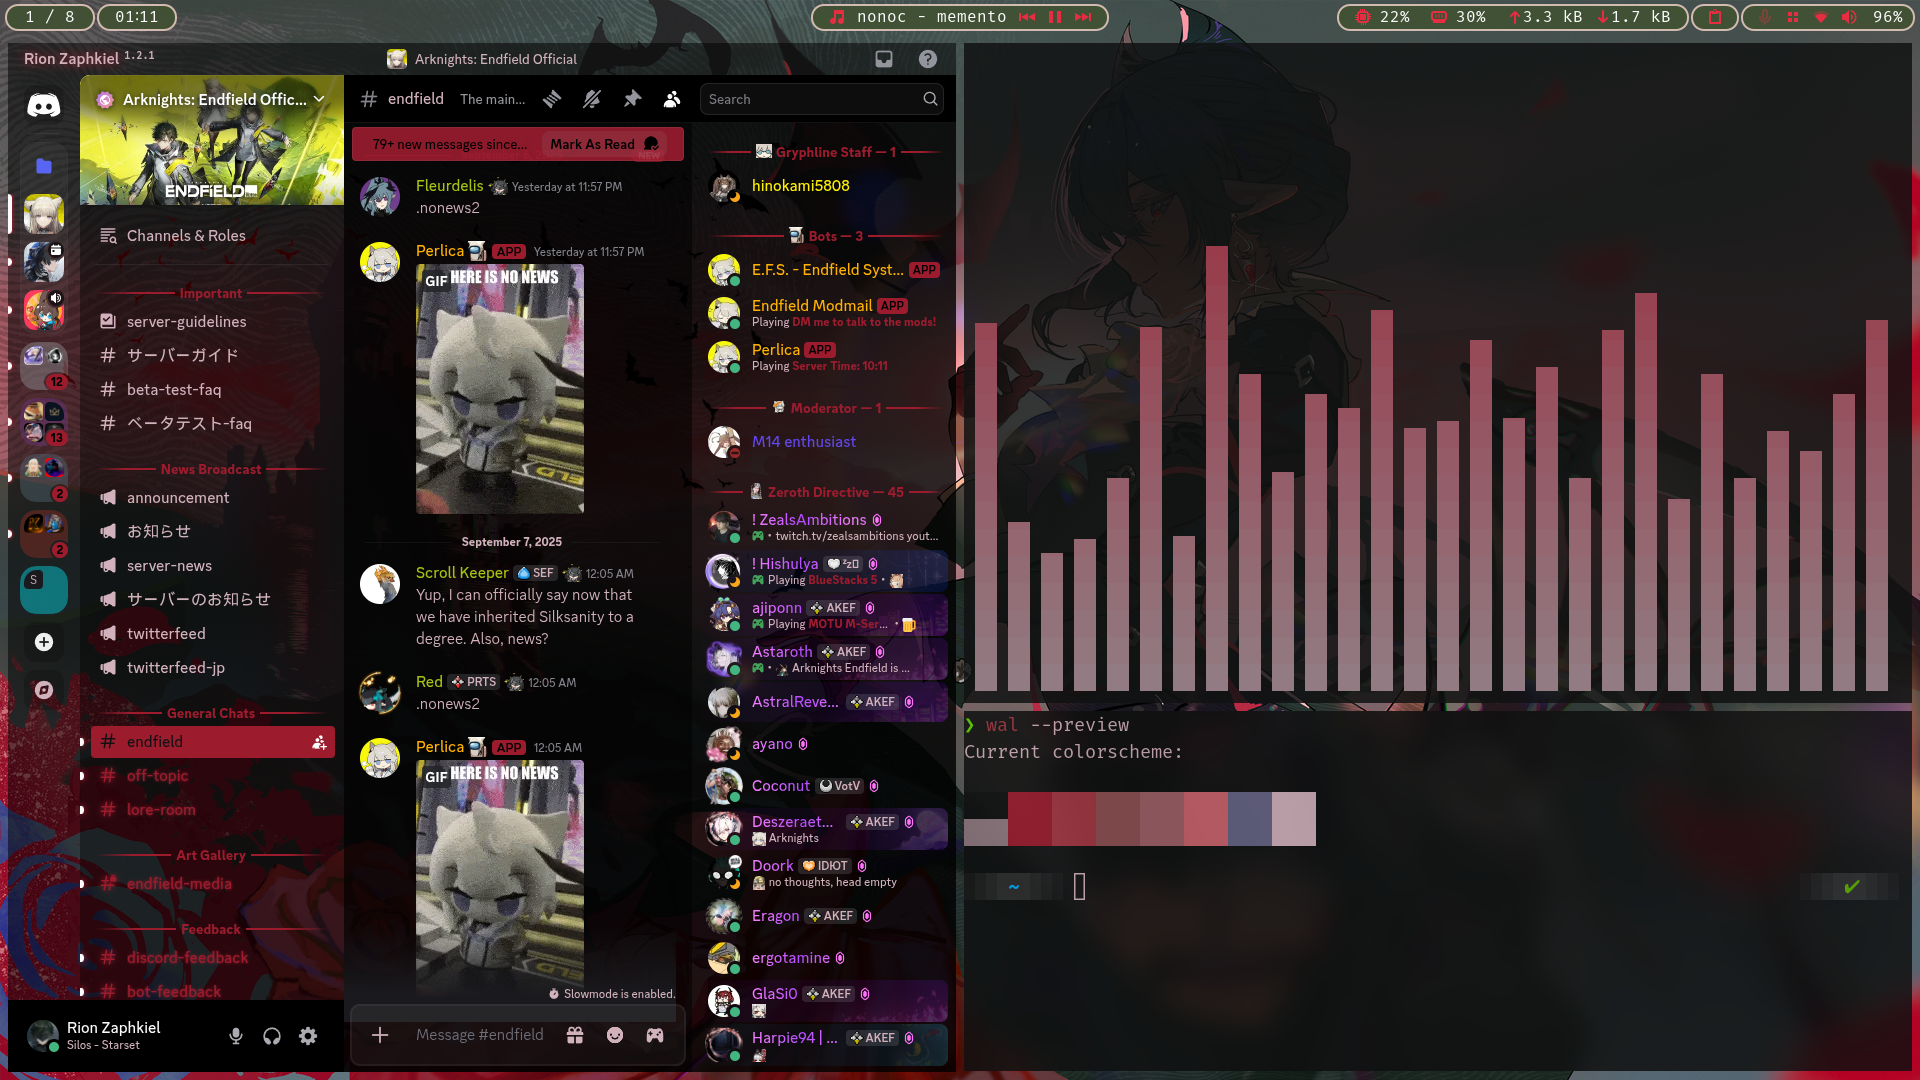 1 / 8
01:11
nonoc - memento
22%
30%
3.3 kB
1.7 kB
96%
Rion Zaphkiel 1.2.1
Arknights: Endfield Official
Arknights: Endfield Offic...
ENDFIELD
Channels & Roles
Important
server-guidelines
サーバーガイド
beta-test-faq
ベータテスト-faq
News Broadcast
announcement
お知らせ
server-news
サーバーのお知らせ
twitterfeed
twitterfeed-jp
General Chats
endfield
off-topic
lore-room
Art Gallery
endfield-media
Feedback
discord-feedback
bot-feedback
12
13
2
2
S
Rion Zaphkiel
Silos - Starset
endfield
The main...
Search
79+ new messages since...
Mark As Read
NEW
Fleurdelis Yesterday at 11:57 PM
.nonews2
Perlica APP Yesterday at 11:57 PM
GIF
HERE IS NO NEWS
September 7, 2025
Scroll Keeper SEF 12:05 AM
Yup, I can officially say now that
we have inherited Silksanity to a
degree. Also, news?
Red PRTS 12:05 AM
.nonews2
Perlica APP 12:05 AM
GIF
HERE IS NO NEWS
Slowmode is enabled.
Message #endfield
Gryphline Staff — 1
hinokami5808
Bots — 3
E.F.S. - Endfield Syst... APP
Endfield Modmail APP
Playing DM me to talk to the mods!
Perlica APP
Playing Server Time: 10:11
Moderator — 1
M14 enthusiast
Zeroth Directive — 45
! ZealsAmbitions
• twitch.tv/zealsambitions yout...
! Hishulya
Playing BlueStacks 5 •
ajiponn AKEF
Playing MOTU M-Ser... •
Astaroth AKEF
• Arknights Endfield is ...
AstralReve... AKEF
ayano
Coconut VotV
Deszeraet... AKEF
Arknights
Doork IDIOT
no thoughts, head empty
Eragon AKEF
ergotamine
GlaSi0 AKEF
Harpie94 | ... AKEF
❯ wal --preview
Current colorscheme:
~